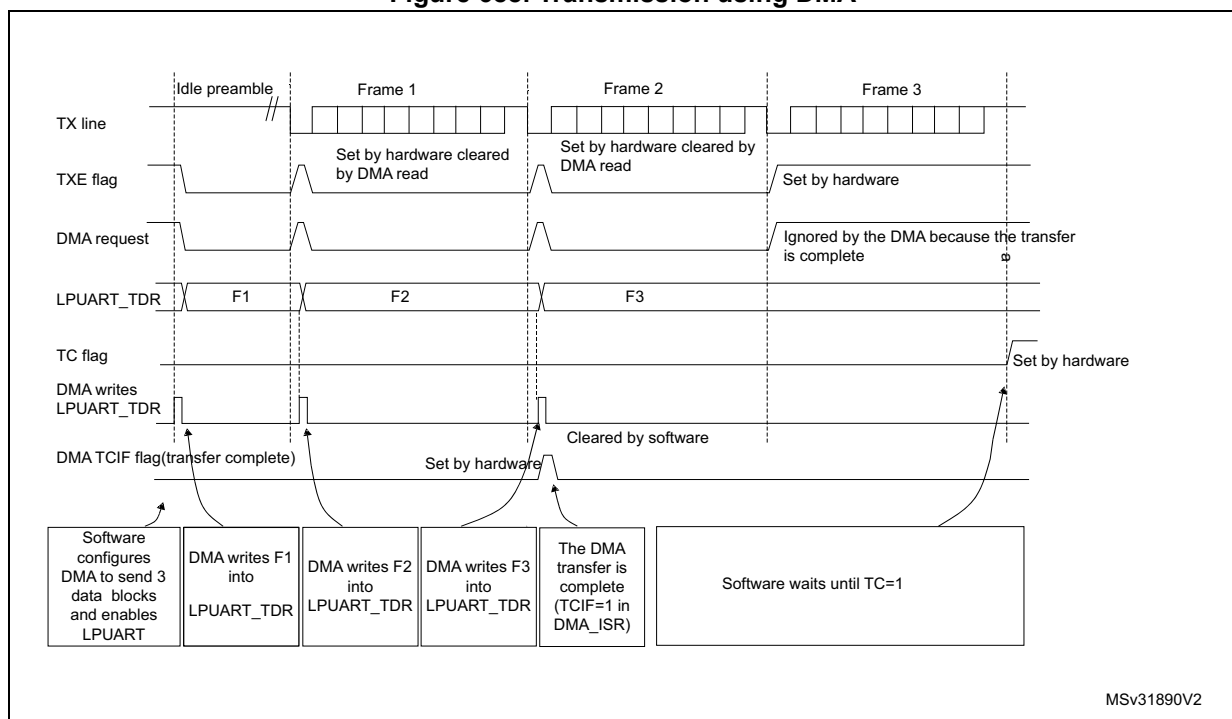 Idle preamble
Frame 1
Frame 2
Frame 3
TX line
Set by hardware cleared
by DMA read
Set by hardware cleared by
DMA read
TXE flag
Set by hardware
DMA request
Ignored by the DMA because the transfer
is complete
LPUART_TDR
F1
F2
F3
TC flag
Set by hardware
DMA writes
LPUART_TDR
Cleared by software
DMA TCIF flag(transfer complete)
Set by hardware
Software
configures
DMA to send 3
data blocks
and enables
LPUART
DMA writes F1
into
LPUART_TDR
DMA writes F2
into
LPUART_TDR
DMA writes F3
into
LPUART_TDR
The DMA
transfer is
complete
(TCIF=1 in
DMA_ISR)
Software waits until TC=1
MSv31890V2